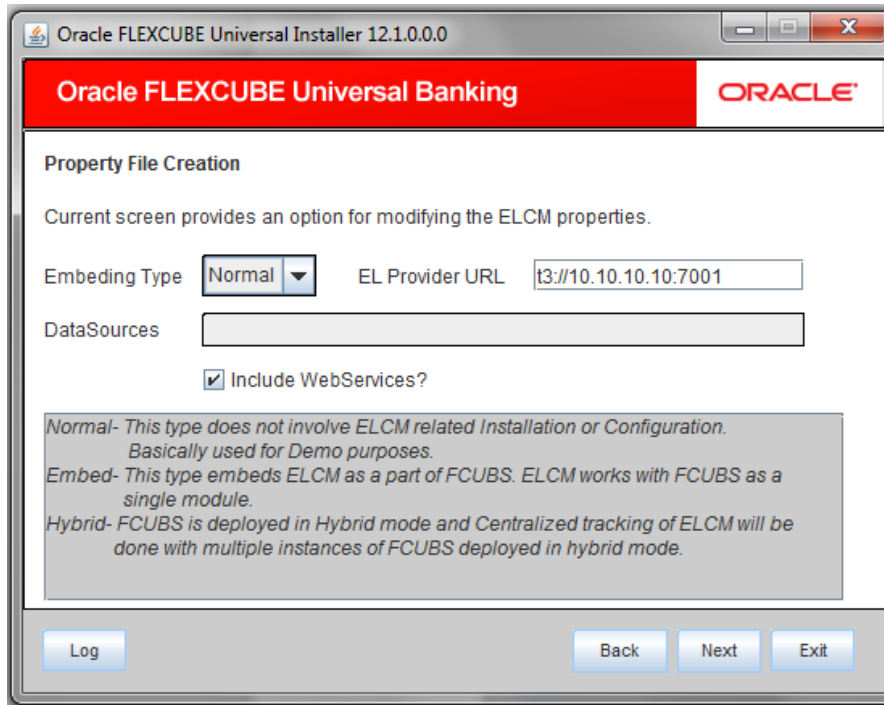 Oracle FLEXCUBE Universal Installer 12.1.0.0.0
Oracle FLEXCUBE Universal Banking
ORACLE
Property File Creation
Current screen provides an option for modifying the ELCM properties.
Embeding Type Normal EL Provider URL t3://10.10.10.10:7001
DataSources
Include WebServices?
Normal- This type does not involve ELCM related Installation or Configuration.
Basically used for Demo purposes.
Embed- This type embeds ELCM as a part of FCUBS. ELCM works with FCUBS as a
single module.
Hybrid- FCUBS is deployed in Hybrid mode and Centralized tracking of ELCM will be
done with multiple instances of FCUBS deployed in hybrid mode.
Log Back Next Exit